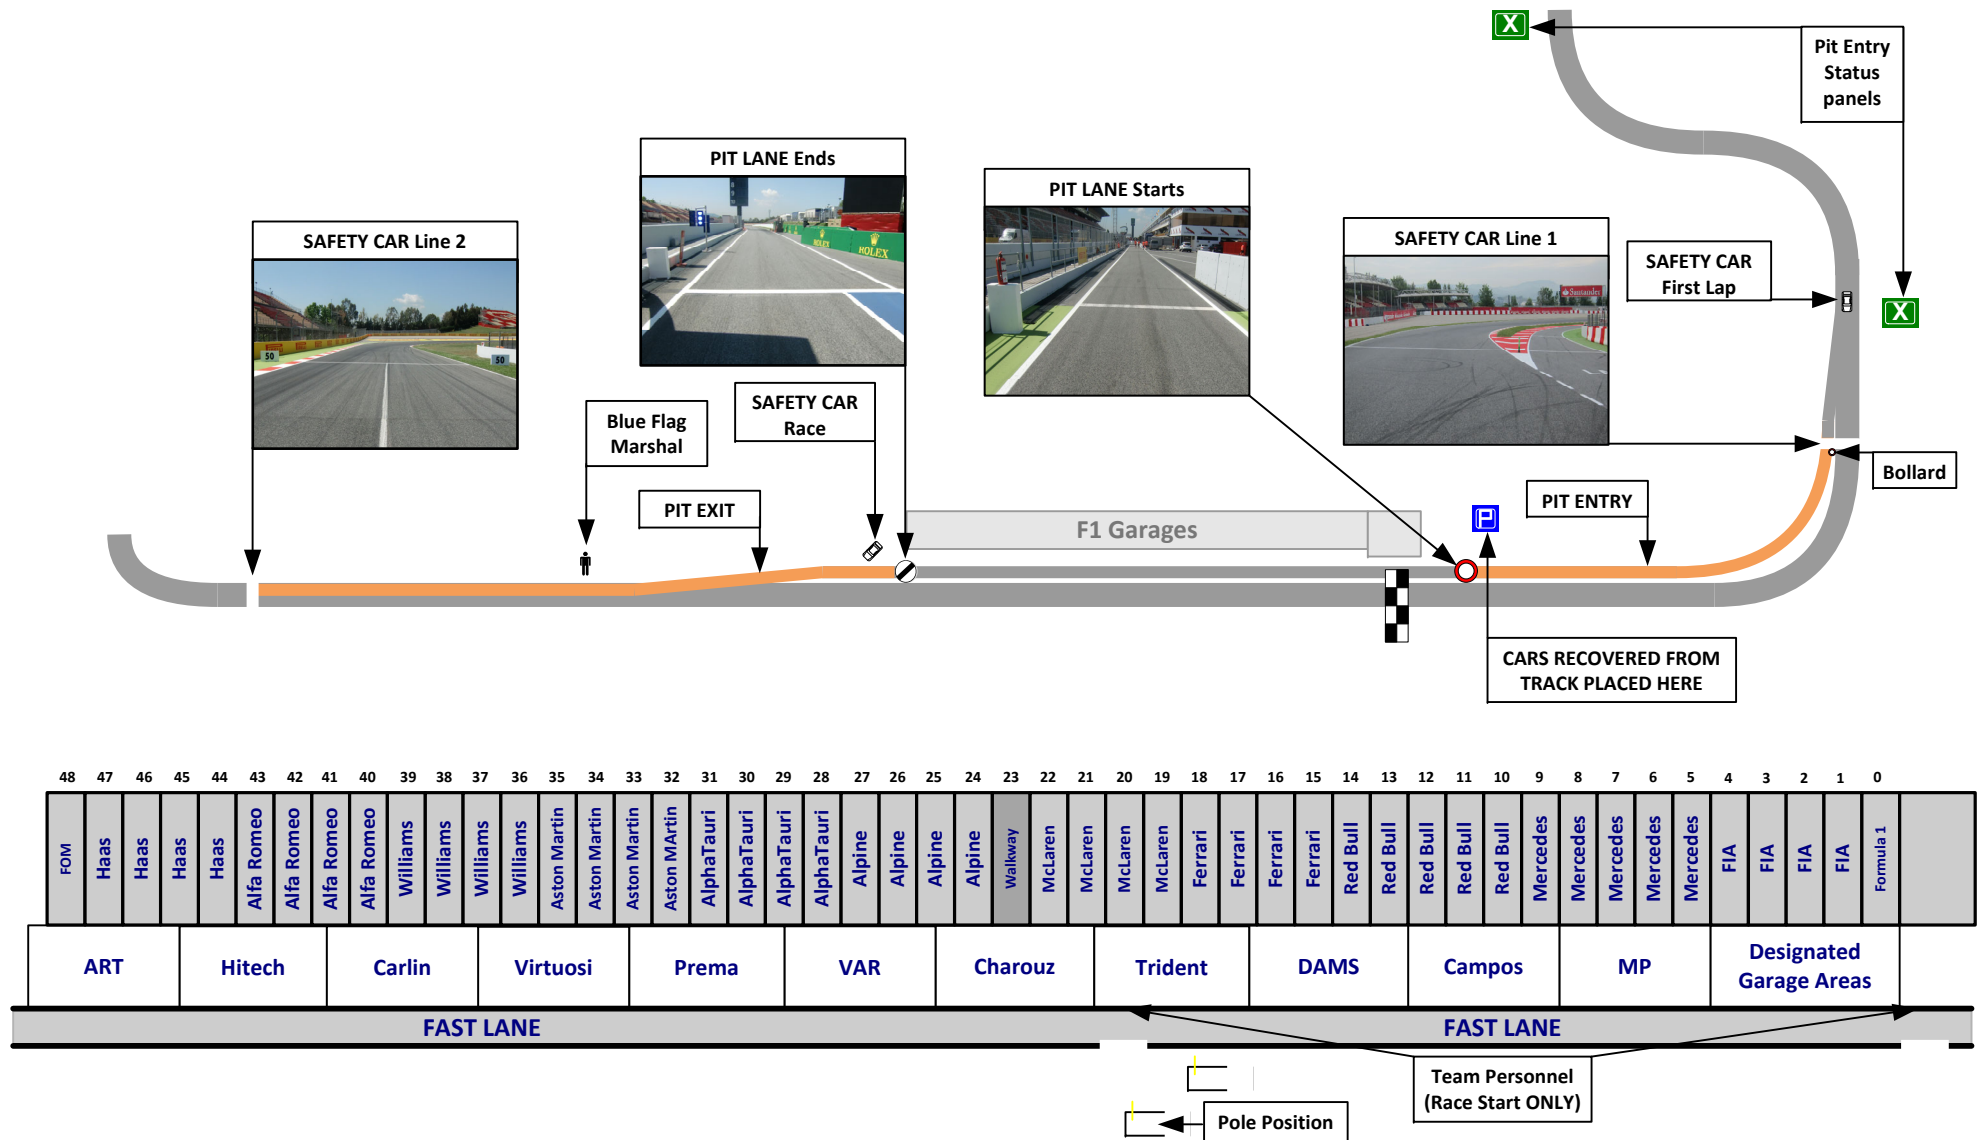 X
Pit Entry
Status
panels
PIT LANE Ends
PIT LANE Starts
SAFETY CAR Line 2
SAFETY CAR Line 1
SAFETY CAR
First Lap
X
ROLEX
ROLEX
Santander
50
50
Blue Flag
Marshal
SAFETY CAR
Race
PIT EXIT
F1 Garages
P
PIT ENTRY
Bollard
CARS RECOVERED FROM
TRACK PLACED HERE
48 47 46 45 44 43 42 41 40 39 38 37 36 35 34 33 32 31 30 29 28 27 26 25 24 23 22 21 20 19 18 17 16 15 14 13 12 11 10 9 8 7 6 5 4 3 2 1 0
FOM
Haas
Haas
Haas
Haas
Alfa Romeo
Alfa Romeo
Alfa Romeo
Alfa Romeo
Williams
Williams
Williams
Williams
Aston Martin
Aston Martin
Aston Martin
Aston MArtin
AlphaTauri
AlphaTauri
AlphaTauri
AlphaTauri
Alpine
Alpine
Alpine
Alpine
Walkway
McLaren
McLaren
McLaren
McLaren
Ferrari
Ferrari
Ferrari
Ferrari
Red Bull
Red Bull
Red Bull
Red Bull
Red Bull
Mercedes
Mercedes
Mercedes
Mercedes
Mercedes
FIA
FIA
FIA
FIA
Formula 1
ART Hitech Carlin Virtuosi Prema VAR Charouz Trident DAMS Campos MP
Designated
Garage Areas
FAST LANE FAST LANE
Team Personnel
(Race Start ONLY)
Pole Position